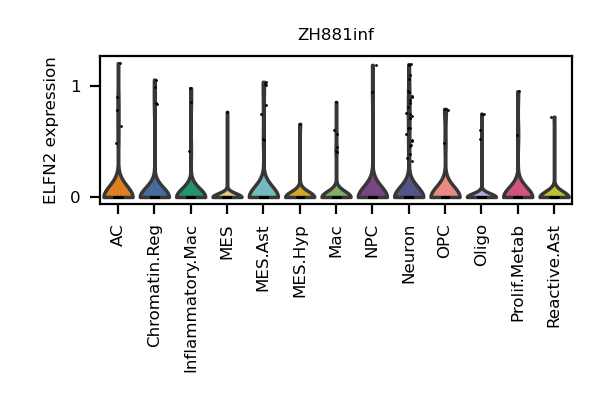 ZH881inf
ELFN2 expression
1
0
AC
Chromatin.Reg
Inflammatory.Mac
MES
MES.Ast
MES.Hyp
Mac
NPC
Neuron
OPC
Oligo
Prolif.Metab
Reactive.Ast